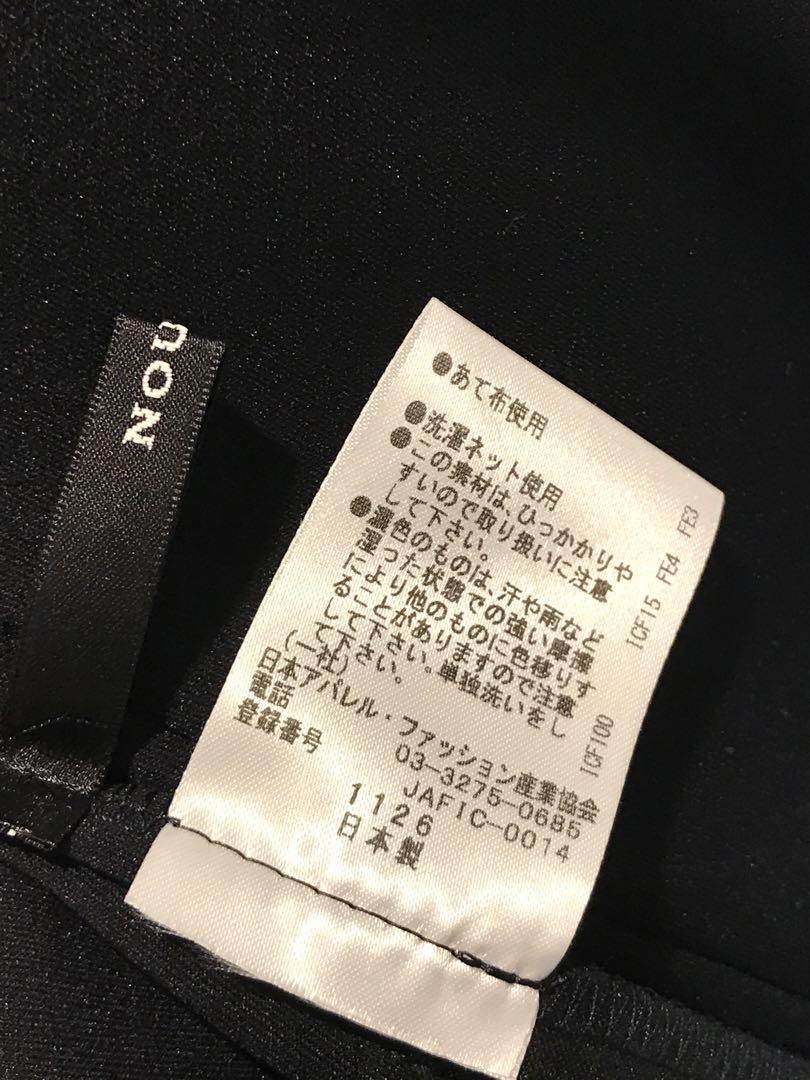 NOU
●あて布使用
●洗濯ネット使用
●この素材は、ひっかかりや
すいので取り扱いに注意
して下さい。
●濃色のものは、汗や雨など
湿った状態での強い摩擦
により他のものに色移りす
ることがありますので注意
して下さい。単独洗いをし
て下さい。
(一社)
日本アパレル・ファッション産業協会
電話 03-3275-0685
登録番号 JAFIC-0014
1126
日本製
ICF100 ICF15 FE4 FE3